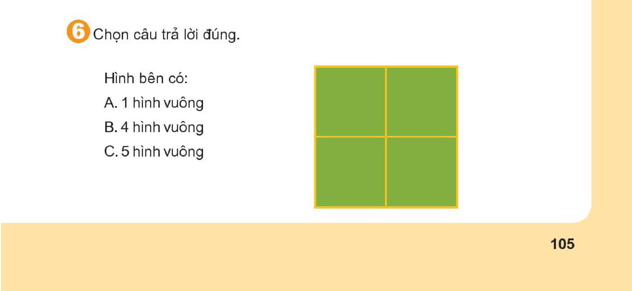 6 Chọn câu trả lời đúng.
Hình bên có:
A. 1 hình vuông
B. 4 hình vuông
C. 5 hình vuông
105